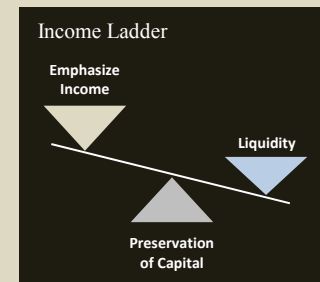 Income Ladder
Emphasize
Income
Liquidity
Preservation
of Capital